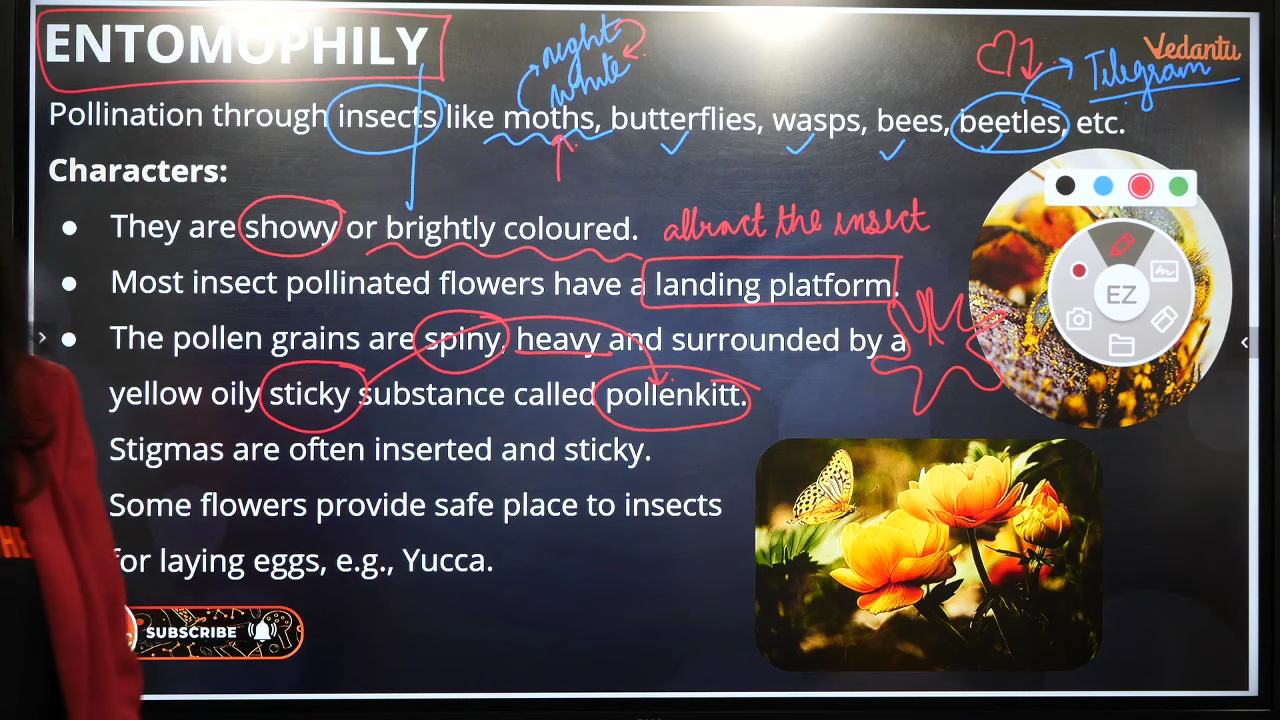 ENTOMOPHILY
night
white
Vedantu
Telegram
Pollination through insects like moths, butterflies, wasps, bees, beetles, etc.
Characters:
• They are showy or brightly coloured. attract the insect
• Most insect pollinated flowers have a landing platform.
• The pollen grains are spiny, heavy and surrounded by a
yellow oily sticky substance called pollenkitt.
Stigmas are often inserted and sticky.
Some flowers provide safe place to insects
for laying eggs, e.g., Yucca.
SUBSCRIBE
EZ
HE